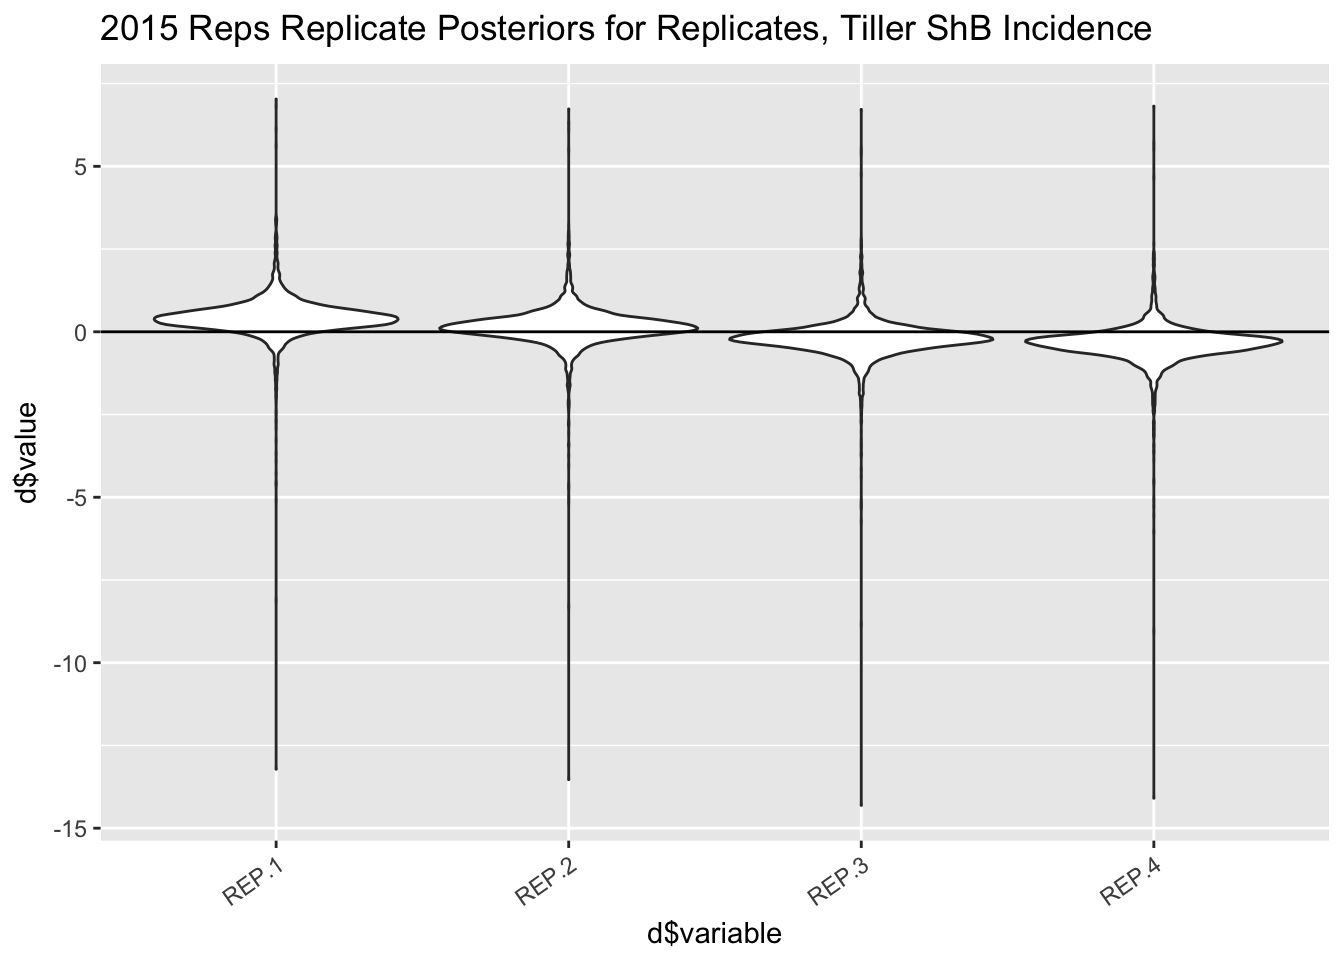 2015 Reps Replicate Posteriors for Replicates, Tiller ShB Incidence
5
0
-5
-10
-15
d$value
REP.1
REP.2
REP.3
REP.4
d$variable